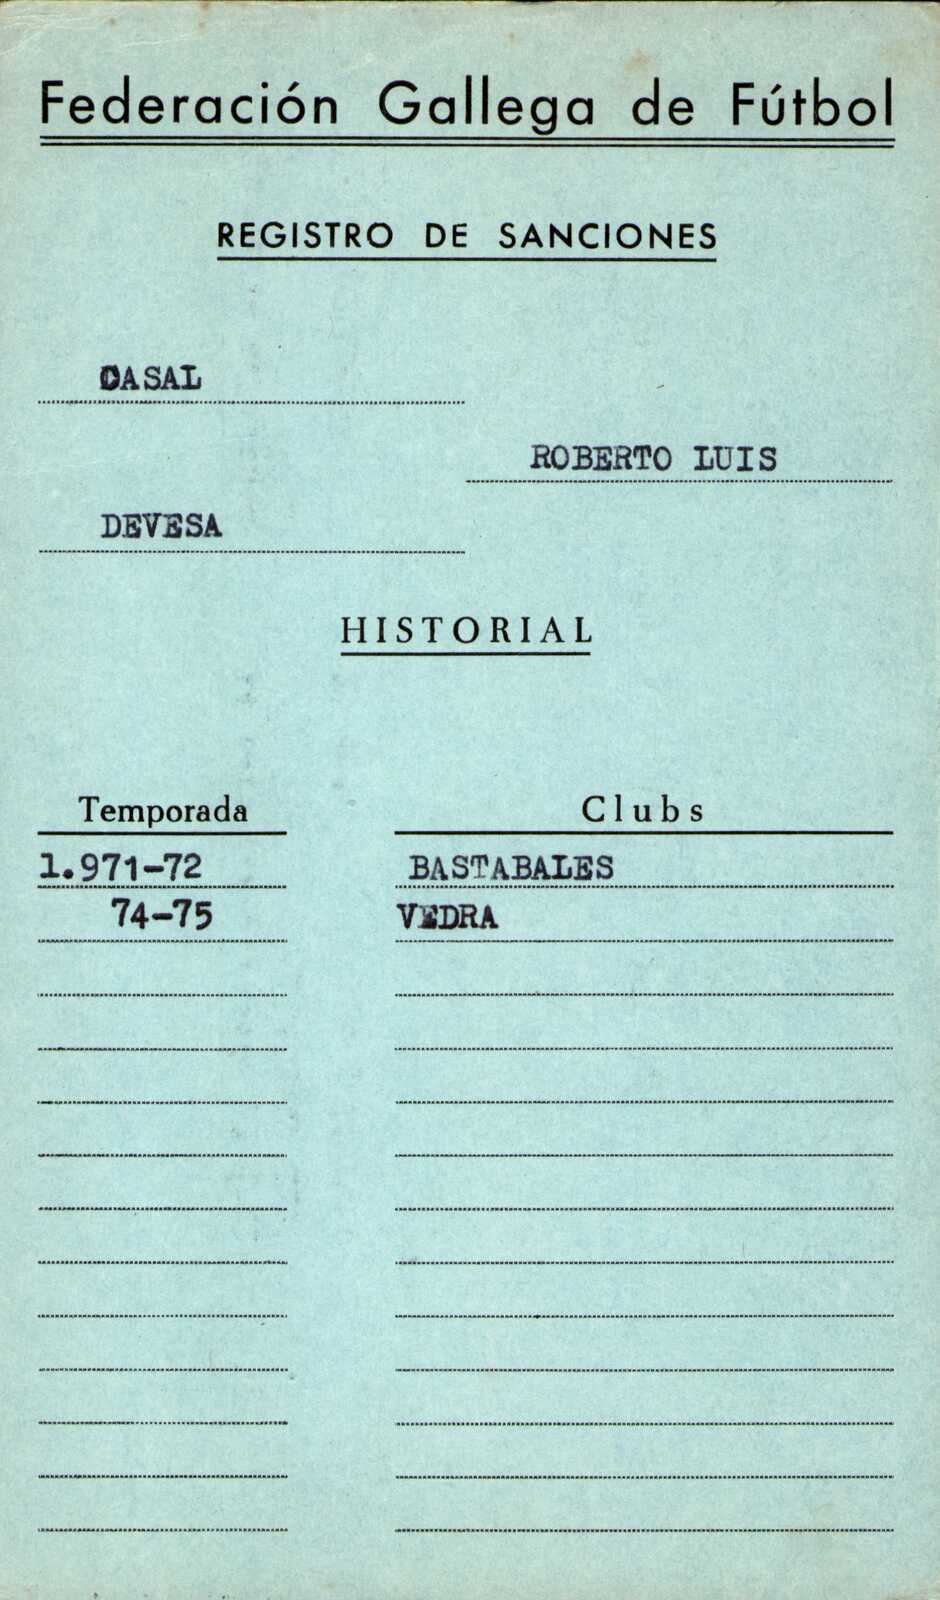 Federación Gallega de Fútbol
REGISTRO DE SANCIONES
CASAL
ROBERTO LUIS
DEVESA
HISTORIAL
Temporada Clubs
1.971-72 BASTABALES
74-75 VEDRA